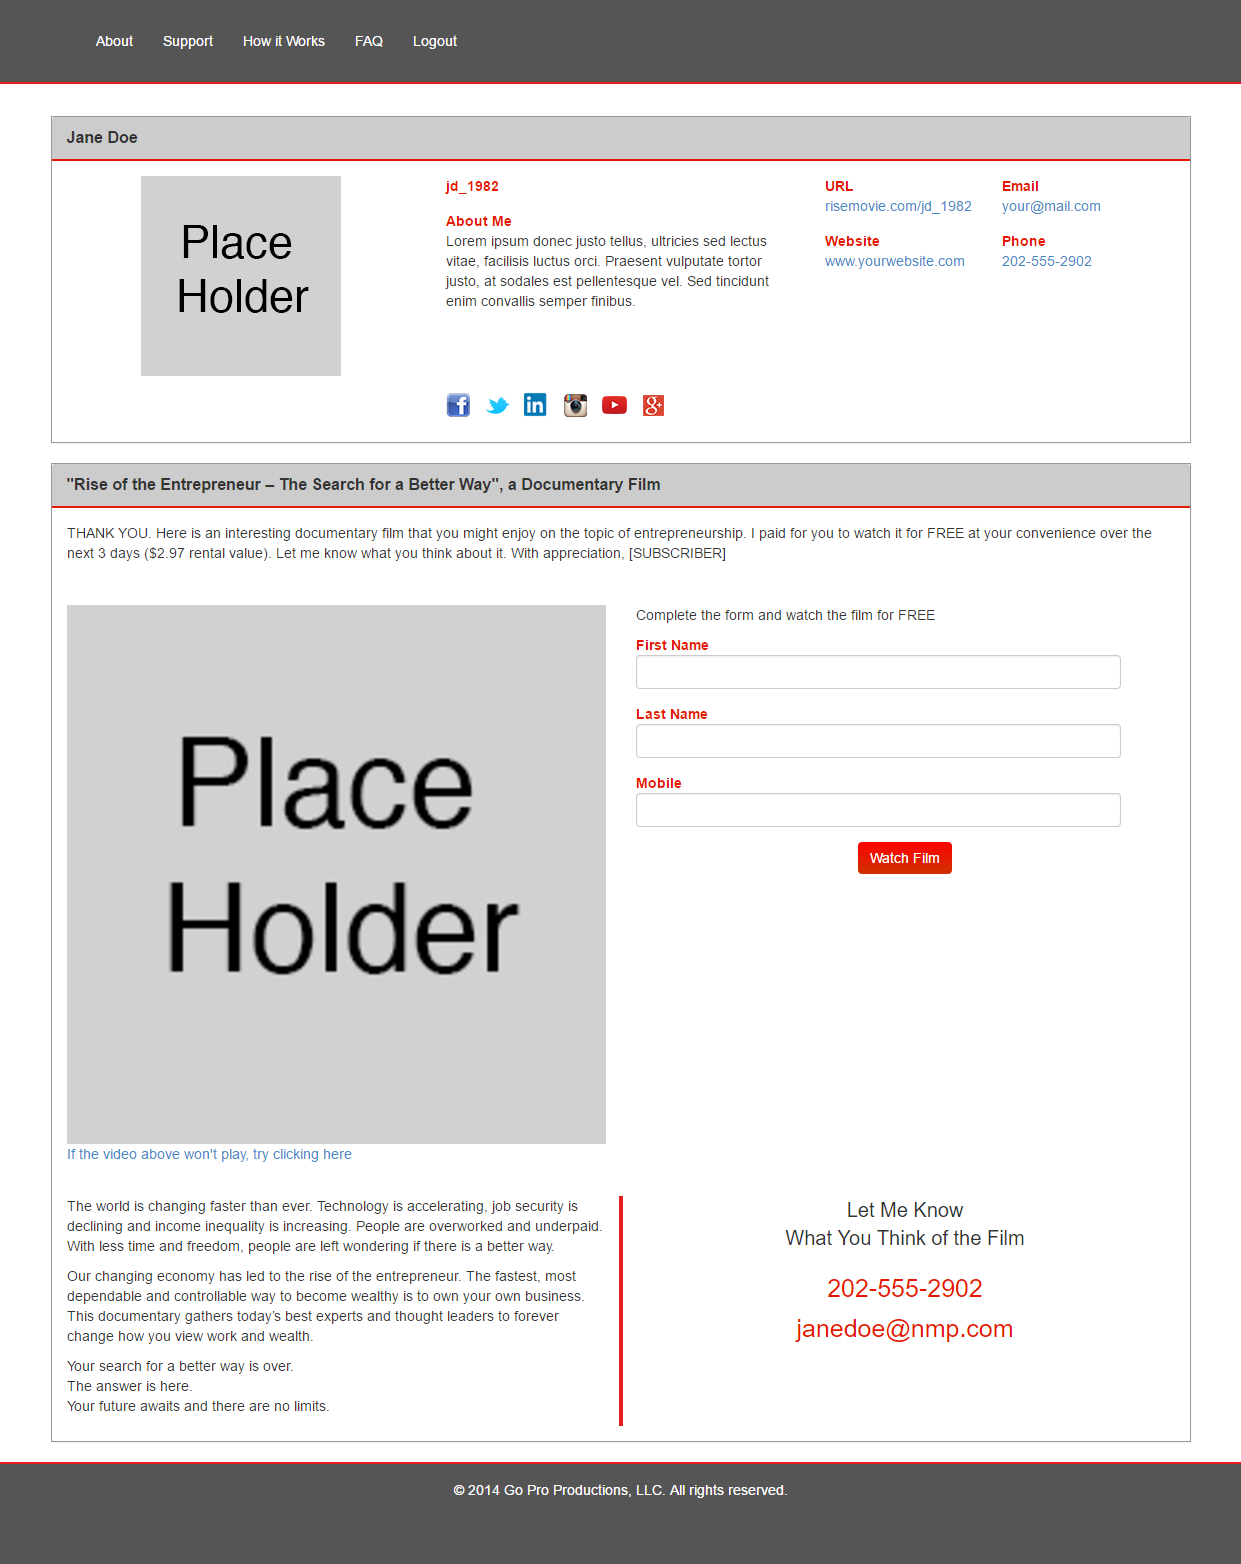 About Support How it Works FAQ Logout
Jane Doe
Place
Holder
jd_1982
About Me
Lorem ipsum donec justo tellus, ultricies sed lectus
vitae, facilisis luctus orci. Praesent vulputate tortor
justo, at sodales est pellentesque vel. Sed tincidunt
enim convallis semper finibus.
URL
risemovie.com/jd_1982
Email
your@mail.com
Website
www.yourwebsite.com
Phone
202-555-2902
f in g+
"Rise of the Entrepreneur – The Search for a Better Way", a Documentary Film
THANK YOU. Here is an interesting documentary film that you might enjoy on the topic of entrepreneurship. I paid for you to watch it for FREE at your convenience over the
next 3 days ($2.97 rental value). Let me know what you think about it. With appreciation, [SUBSCRIBER]
Place
Holder
If the video above won't play, try clicking here
Complete the form and watch the film for FREE
First Name
Last Name
Mobile
Watch Film
The world is changing faster than ever. Technology is accelerating, job security is
declining and income inequality is increasing. People are overworked and underpaid.
With less time and freedom, people are left wondering if there is a better way.
Our changing economy has led to the rise of the entrepreneur. The fastest, most
dependable and controllable way to become wealthy is to own your own business.
This documentary gathers today's best experts and thought leaders to forever
change how you view work and wealth.
Your search for a better way is over.
The answer is here.
Your future awaits and there are no limits.
Let Me Know
What You Think of the Film
202-555-2902
janedoe@nmp.com
© 2014 Go Pro Productions, LLC. All rights reserved.